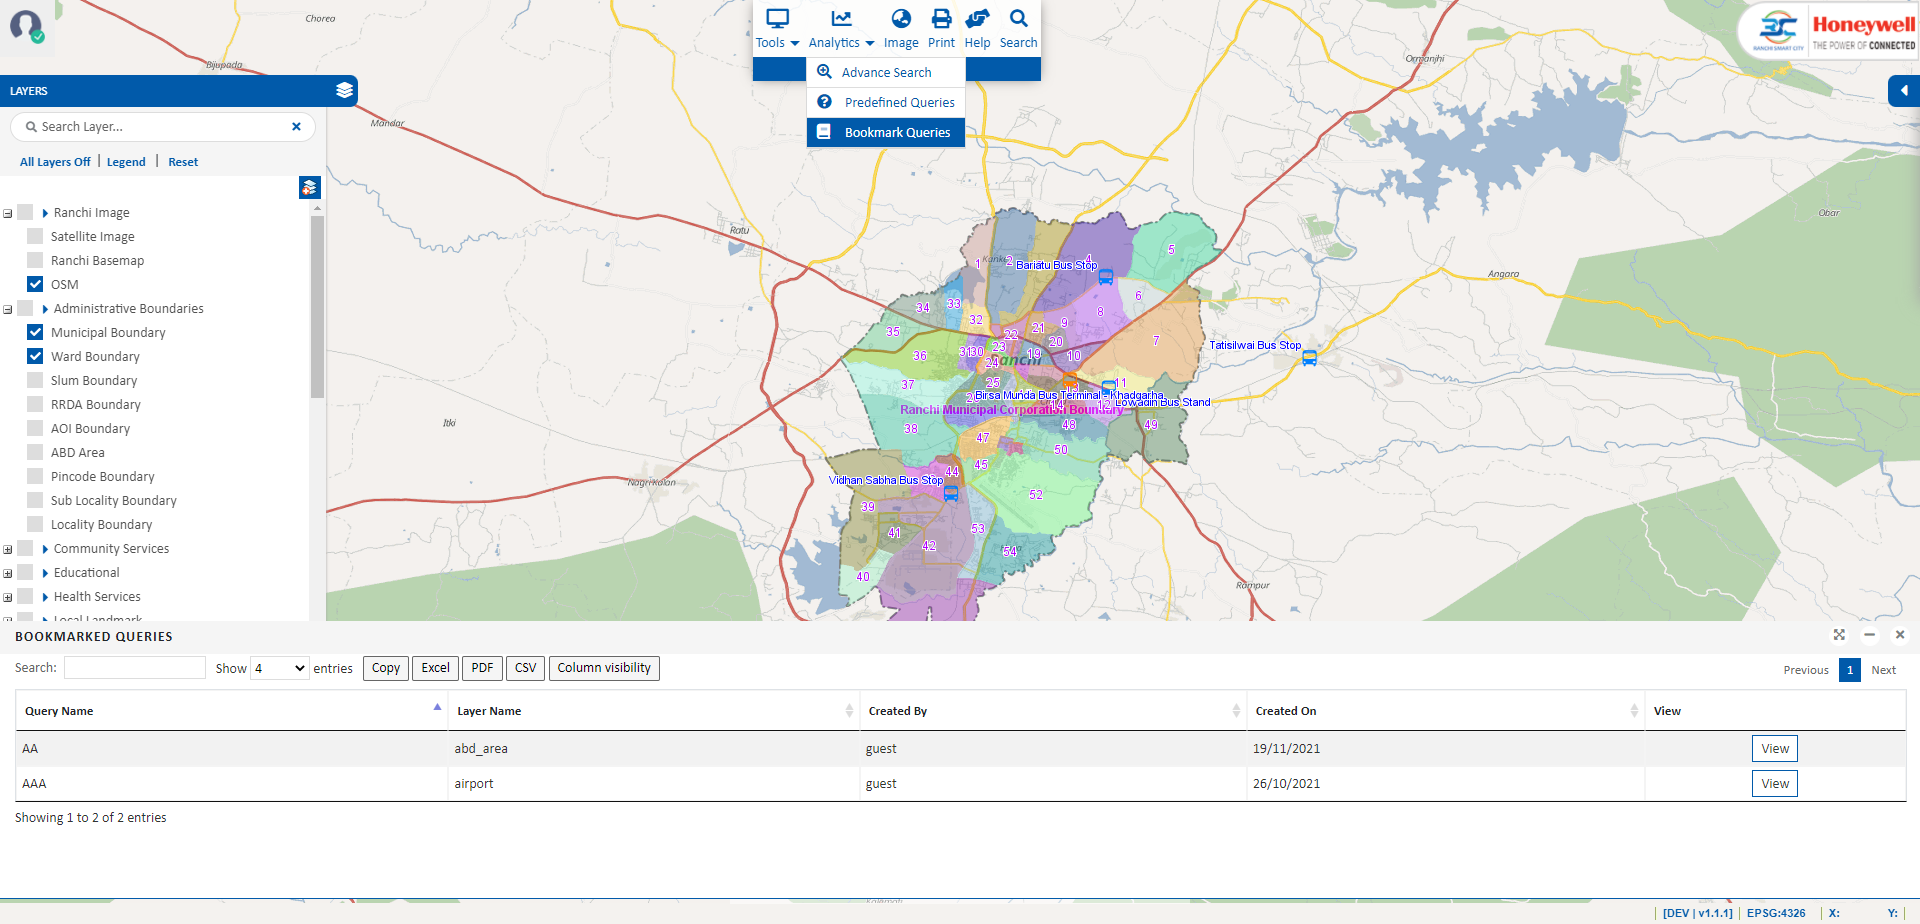 Tools
Analytics
Image
Print
Help
Search
Advance Search
Predefined Queries
Bookmark Queries
RANCHI SMART CITY
Honeywell
THE POWER OF CONNECTED
LAYERS
Search Layer...
All Layers Off | Legend | Reset
Ranchi Image
Satellite Image
Ranchi Basemap
OSM
Administrative Boundaries
Municipal Boundary
Ward Boundary
Slum Boundary
RRDA Boundary
AOI Boundary
ABD Area
Pincode Boundary
Sub Locality Boundary
Locality Boundary
Community Services
Educational
Health Services
Local Landmark
Chorea
Bjupada
Mandar
Ormanjhi
Ratu
Obar
Angara
Itki
Nagri Kalan
Rampur
1
2
4
5
Bariatu Bus Stop
6
33
34
32
8
9
35
22
21
7
20
Tatisilwai Bus Stop
36
31
30
23
19
10
Ranchi
24
37
25
11
Birsa Munda Bus Terminal - Khadgarha
14
12
Lowadih Bus Stand
Ranchi Municipal Corporation Boundary
38
48
49
47
50
45
44
Vidhan Sabha Bus Stop
52
39
53
41
42
54
40
BOOKMARKED QUERIES
Search:
Show 4 entries
Copy
Excel
PDF
CSV
Column visibility
Previous 1 Next
Query Name Layer Name Created By Created On View
AA abd_area guest 19/11/2021 View
AAA airport guest 26/10/2021 View
Showing 1 to 2 of 2 entries
[DEV | v1.1.1] EPSG:4326 X: Y: